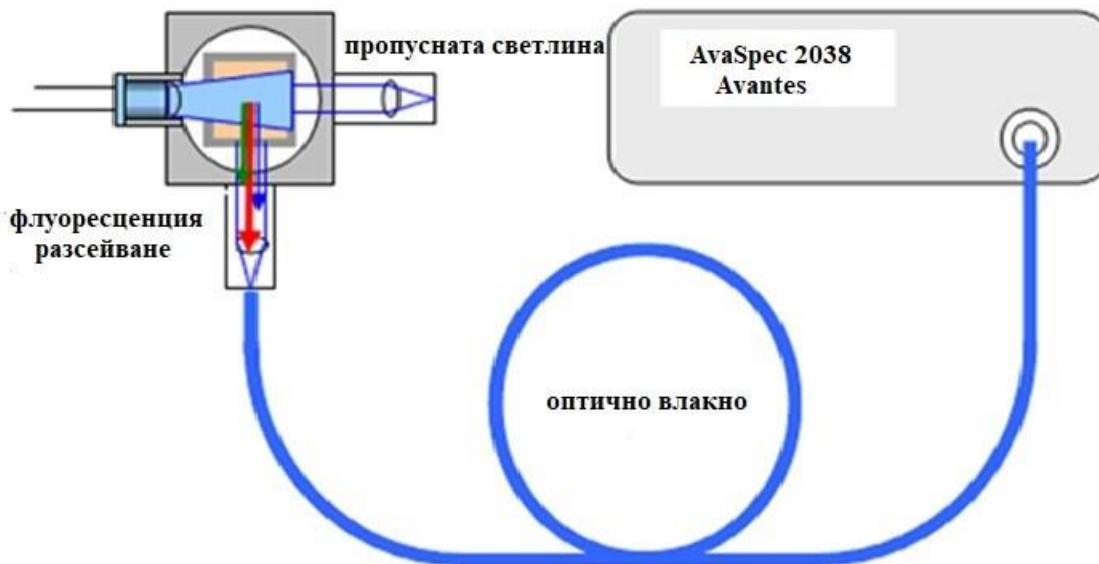 пропусната светлина
AvaSpec 2038
Avantes
флуоресценция
разсейване
оптично влакно